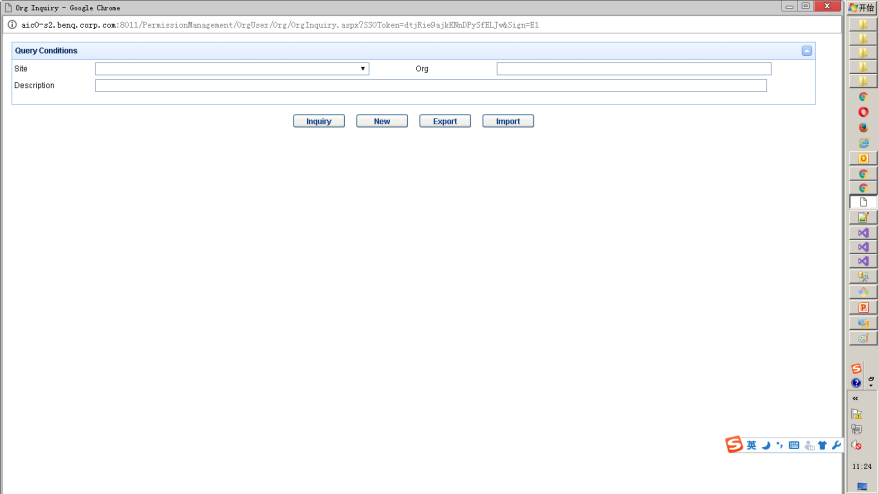 Org Inquiry - Google Chrome
开始
aic0-s2.benq.corp.com:8011/PermissionManagement/OrgUser/Org/OrgInquiry.aspx?SSOToken=dtjRie9ajkKNnDPySfELJw&Sign=E1
Query Conditions
Site
Org
Description
Inquiry New Export Import
英
11:24